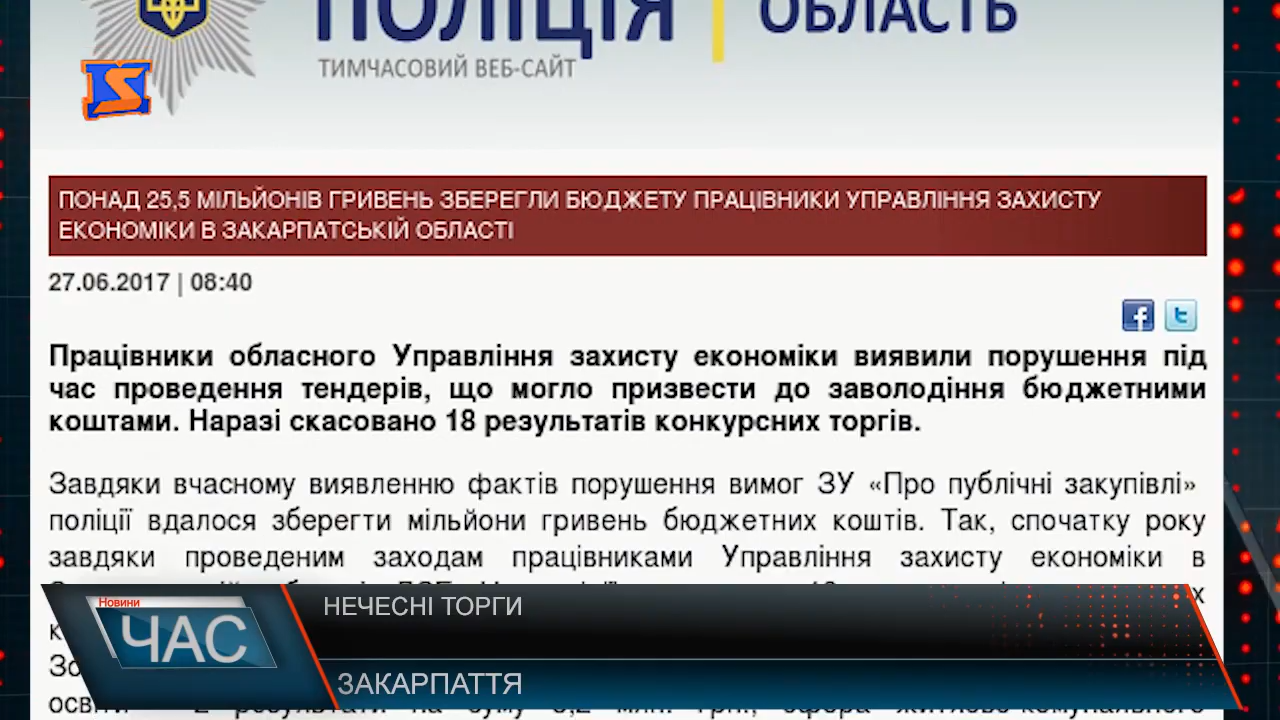 ПОЛІЦІЯ
ОБЛАСТЬ
ТИМЧАСОВИЙ ВЕБ-САЙТ
ПОНАД 25,5 МІЛЬЙОНІВ ГРИВЕНЬ ЗБЕРЕГЛИ БЮДЖЕТУ ПРАЦІВНИКИ УПРАВЛІННЯ ЗАХИСТУ
ЕКОНОМІКИ В ЗАКАРПАТСЬКІЙ ОБЛАСТІ
27.06.2017 | 08:40
Працівники обласного Управління захисту економіки виявили порушення під
час проведення тендерів, що могло призвести до заволодіння бюджетними
коштами. Наразі скасовано 18 результатів конкурсних торгів.
Завдяки вчасному виявленню фактів порушення вимог ЗУ «Про публічні закупівлі»
поліції вдалося зберегти мільйони гривень бюджетних коштів. Так, спочатку року
завдяки проведеним заходам працівниками Управління захисту економіки в
Новини
ЧАС
НЕЧЕСНІ ТОРГИ
ЗАКАРПАТТЯ